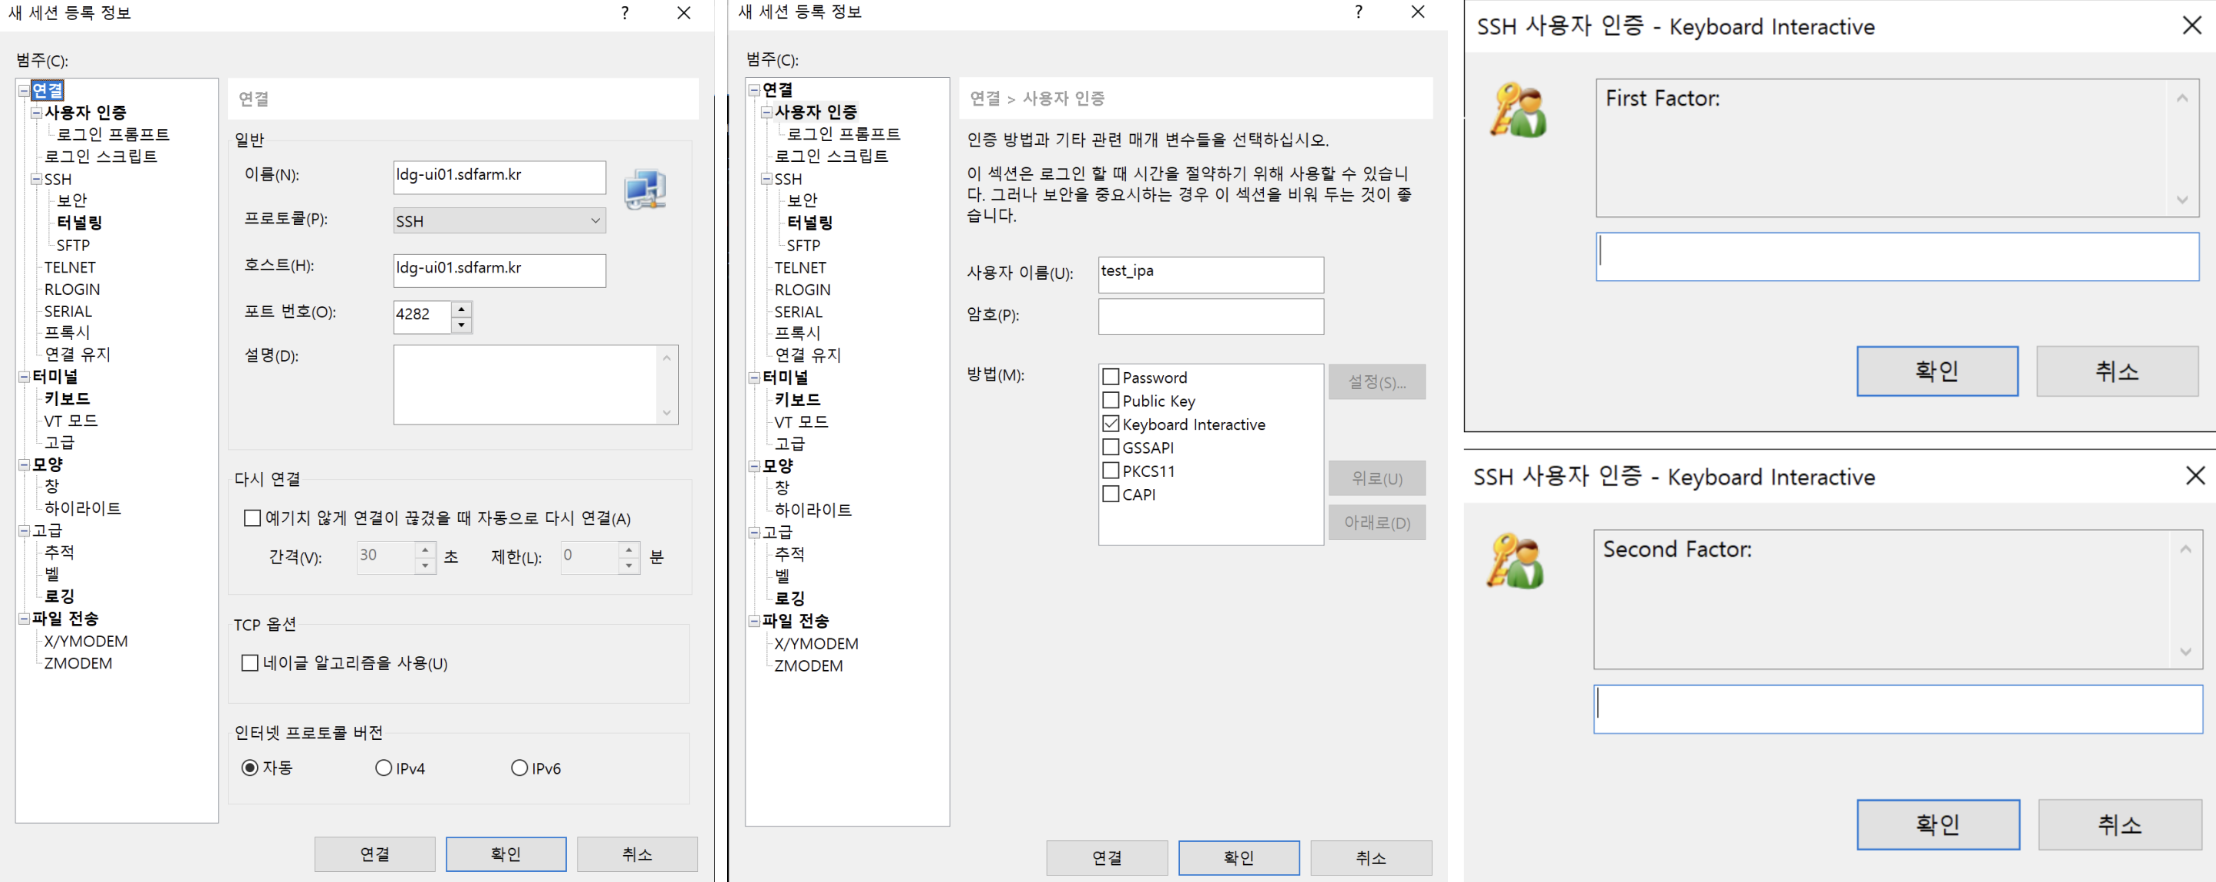 새 세션 등록 정보
?
범주(C):
연결
사용자 인증
로그인 프롬프트
로그인 스크립트
SSH
보안
터널링
SFTP
TELNET
RLOGIN
SERIAL
프록시
연결 유지
터미널
키보드
VT 모드
고급
모양
창
하이라이트
고급
추적
벨
로깅
파일 전송
X/YMODEM
ZMODEM
연결
일반
이름(N):
ldg-ui01.sdfarm.kr
프로토콜(P):
SSH
호스트(H):
ldg-ui01.sdfarm.kr
포트 번호(O):
4282
설명(D):
다시 연결
예기치 않게 연결이 끊겼을 때 자동으로 다시 연결(A)
간격(V): 30 초 제한(L): 0 분
TCP 옵션
네이글 알고리즘을 사용(U)
인터넷 프로토콜 버전
자동 IPv4 IPv6
연결 확인 취소
새 세션 등록 정보
?
범주(C):
연결
사용자 인증
로그인 프롬프트
로그인 스크립트
SSH
보안
터널링
SFTP
TELNET
RLOGIN
SERIAL
프록시
연결 유지
터미널
키보드
VT 모드
고급
모양
창
하이라이트
고급
추적
벨
로깅
파일 전송
X/YMODEM
ZMODEM
연결 > 사용자 인증
인증 방법과 기타 관련 매개 변수들을 선택하십시오.
이 섹션은 로그인 할 때 시간을 절약하기 위해 사용할 수 있습니
다. 그러나 보안을 중요시하는 경우 이 섹션을 비워 두는 것이 좋
습니다.
사용자 이름(U):
test_ipa
암호(P):
방법(M):
Password
Public Key
Keyboard Interactive
GSSAPI
PKCS11
CAPI
설정(S)...
위로(U)
아래로(D)
연결 확인 취소
SSH 사용자 인증 - Keyboard Interactive
First Factor:
확인 취소
SSH 사용자 인증 - Keyboard Interactive
Second Factor:
확인 취소